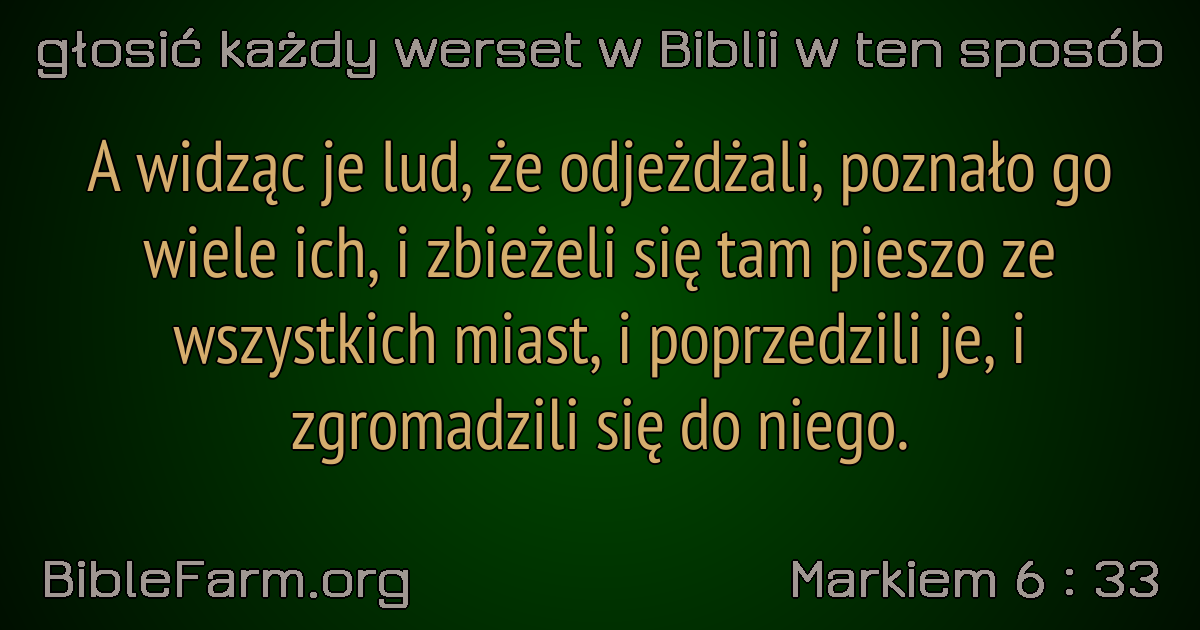 głosić każdy werset w Biblii w ten sposób
A widząc je lud, że odjeżdżali, poznało go
wiele ich, i zbieżeli się tam pieszo ze
wszystkich miast, i poprzedzili je, i
zgromadzili się do niego.
BibleFarm.org
Markiem 6 : 33